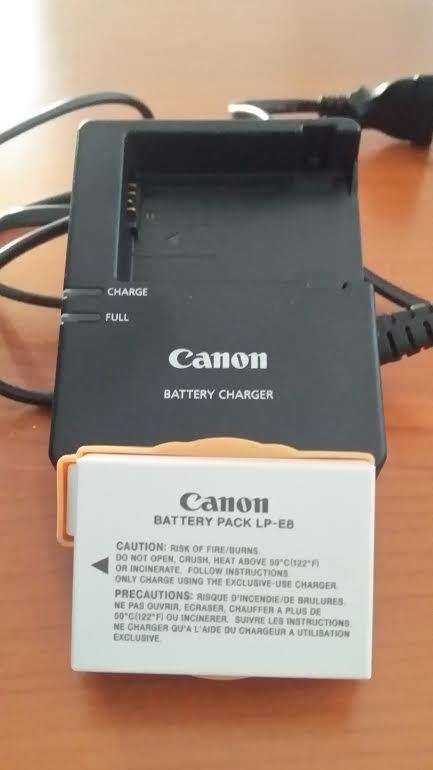 CHARGE
FULL
Canon
BATTERY CHARGER
Canon
BATTERY PACK LP-E8
CAUTION: RISK OF FIRE/BURNS.
DO NOT OPEN, CRUSH, HEAT ABOVE 50°C(122°F)
OR INCINERATE. FOLLOW INSTRUCTIONS.
ONLY CHARGE USING THE EXCLUSIVE-USE CHARGER.
PRECAUTIONS: RISQUE D'INCENDIE/DE BRULURES.
NE PAS OUVRIR, ECRASER, CHAUFFER A PLUS DE
50°C(122°F) OU INCINERER. SUIVRE LES INSTRUCTIONS.
NE CHARGER QU'A L'AIDE DU CHARGEUR A UTILISATION
EXCLUSIVE.